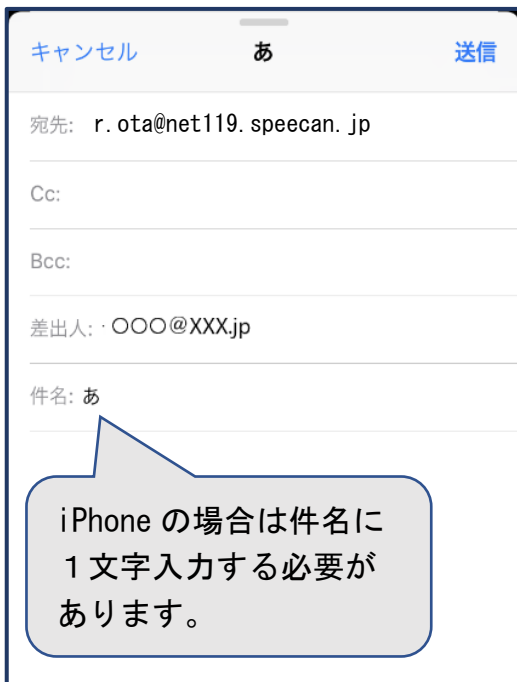 キャンセル あ 送信
宛先: r.ota@net119.speecan.jp
Cc:
Bcc:
差出人: ・〇〇〇@XXX.jp
件名: あ
iPhone の場合は件名に
１文字入力する必要が
あります。